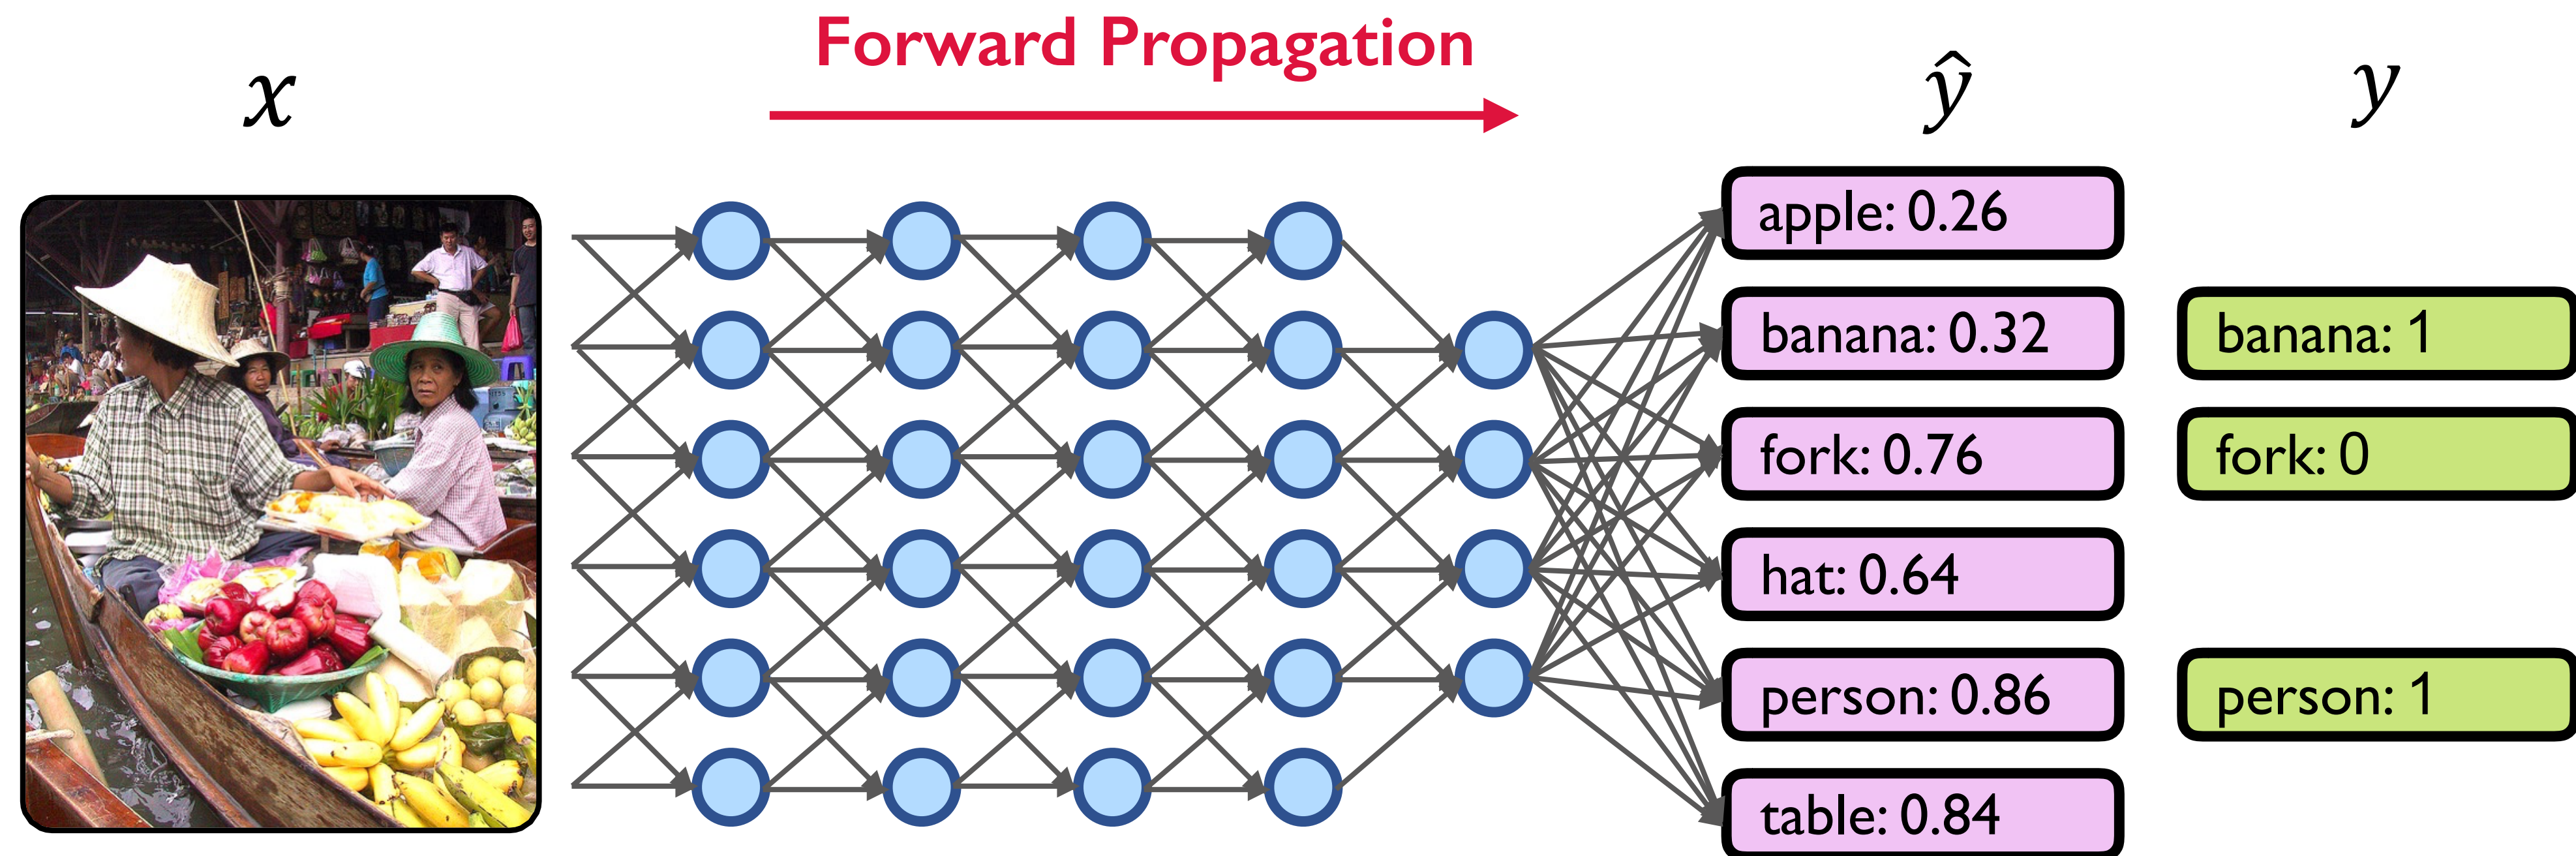 Forward Propagation
x
ŷ
y
apple: 0.26
banana: 0.32
banana: 1
fork: 0.76
fork: 0
hat: 0.64
person: 0.86
person: 1
table: 0.84